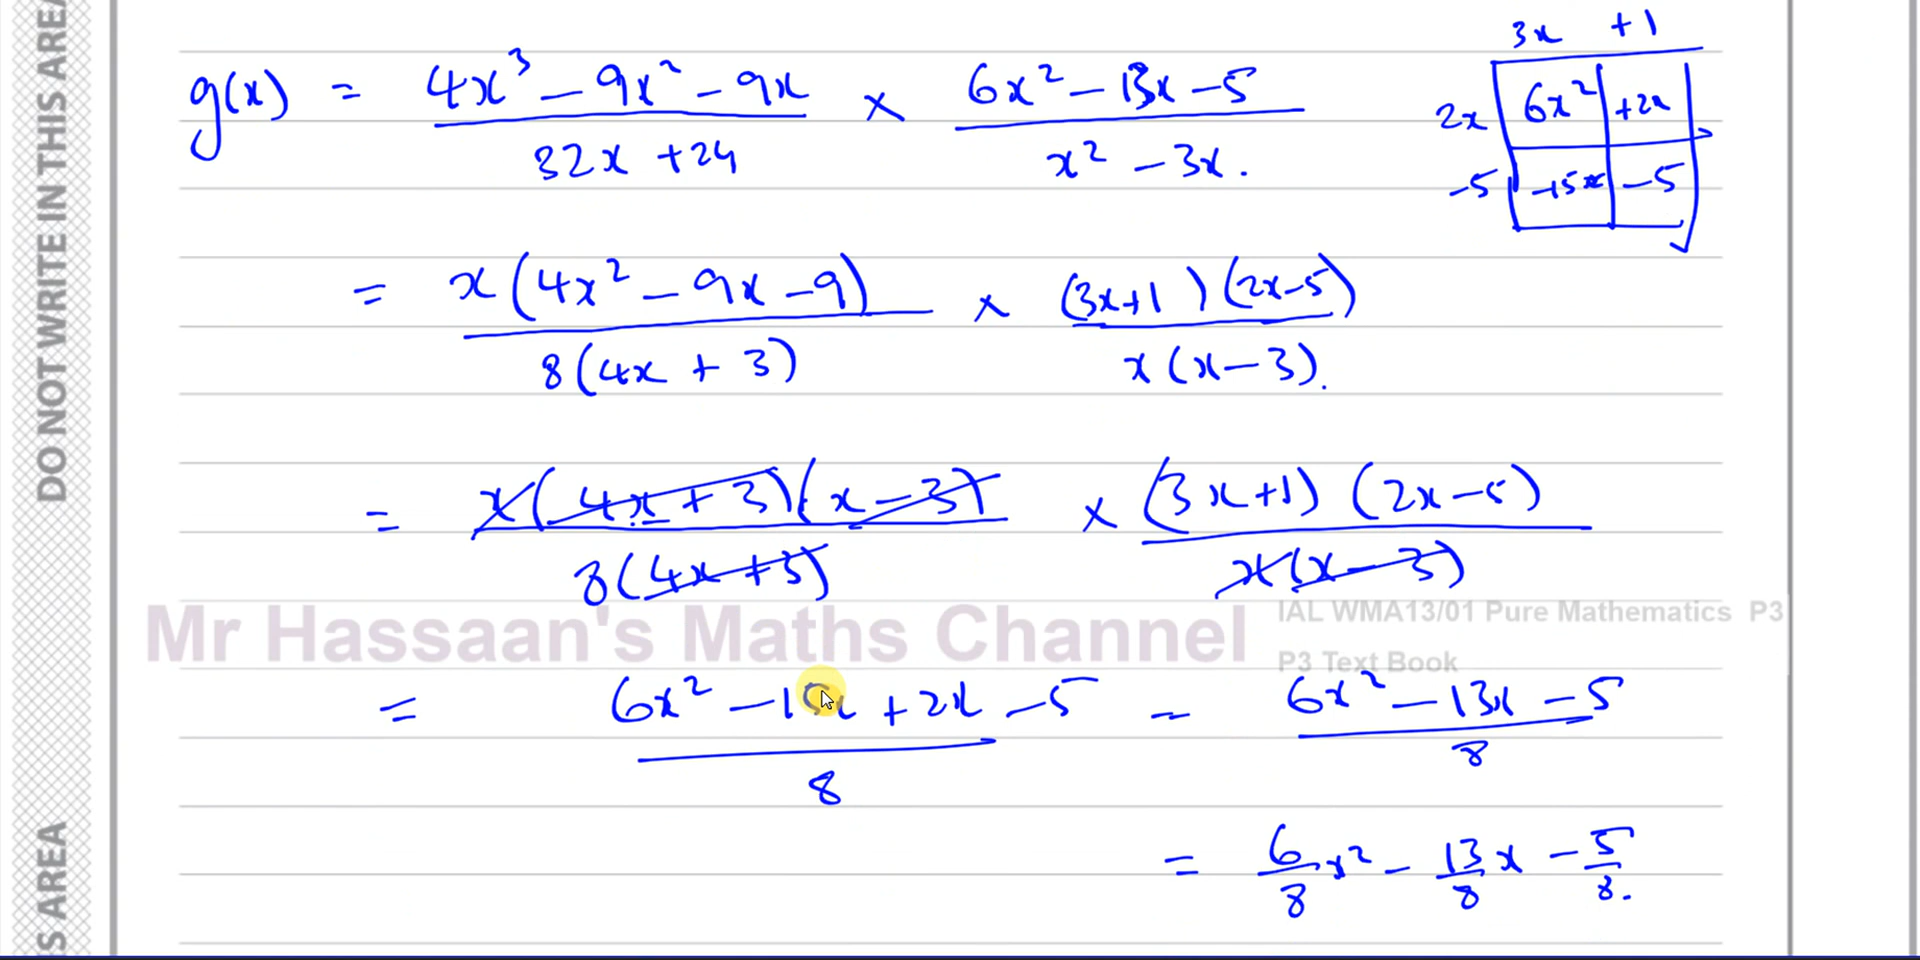 DO NOT WRITE IN THIS AREA
S AREA
g(x) = (4x³ − 9x² − 9x)/(32x + 24) × (6x² − 13x − 5)/(x² − 3x).
3x +1
2x 6x² +2x
−5 −15x −5
= x(4x² − 9x − 9)/8(4x + 3) × (3x+1)(2x−5)/x(x−3).
= x(4x + 3)(x − 3)/8(4x + 3) × (3x+1)(2x−5)/x(x−3)
Mr Hassaan's Maths Channel
IAL WMA13/01 Pure Mathematics P3
P3 Text Book
= (6x² − 15x + 2x − 5)/8 = (6x² − 13x − 5)/8
= 6/8 x² − 13/8 x − 5/8.